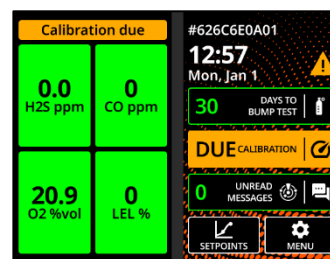 Calibration due
0.0
H2S ppm
0
CO ppm
20.9
O2 %vol
0
LEL %
#626C6E0A01
12:57
Mon, Jan 1
30
DAYS TO
BUMP TEST
DUE CALIBRATION
0
UNREAD
MESSAGES
SETPOINTS
MENU